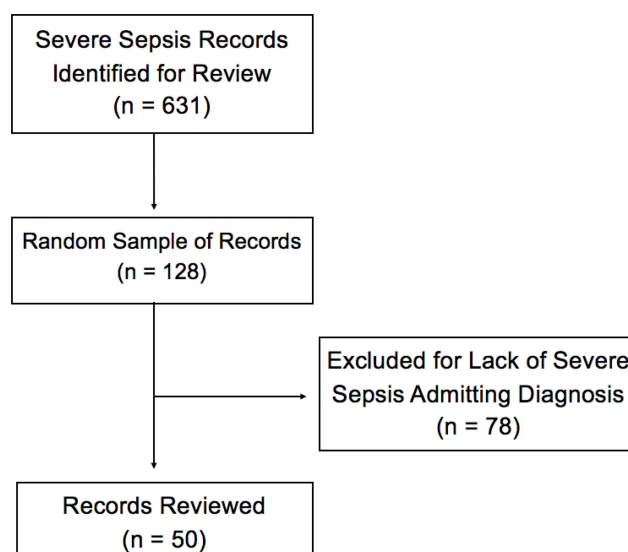 Severe Sepsis Records
Identified for Review
(n = 631)
Random Sample of Records
(n = 128)
Excluded for Lack of Severe
Sepsis Admitting Diagnosis
(n = 78)
Records Reviewed
(n = 50)